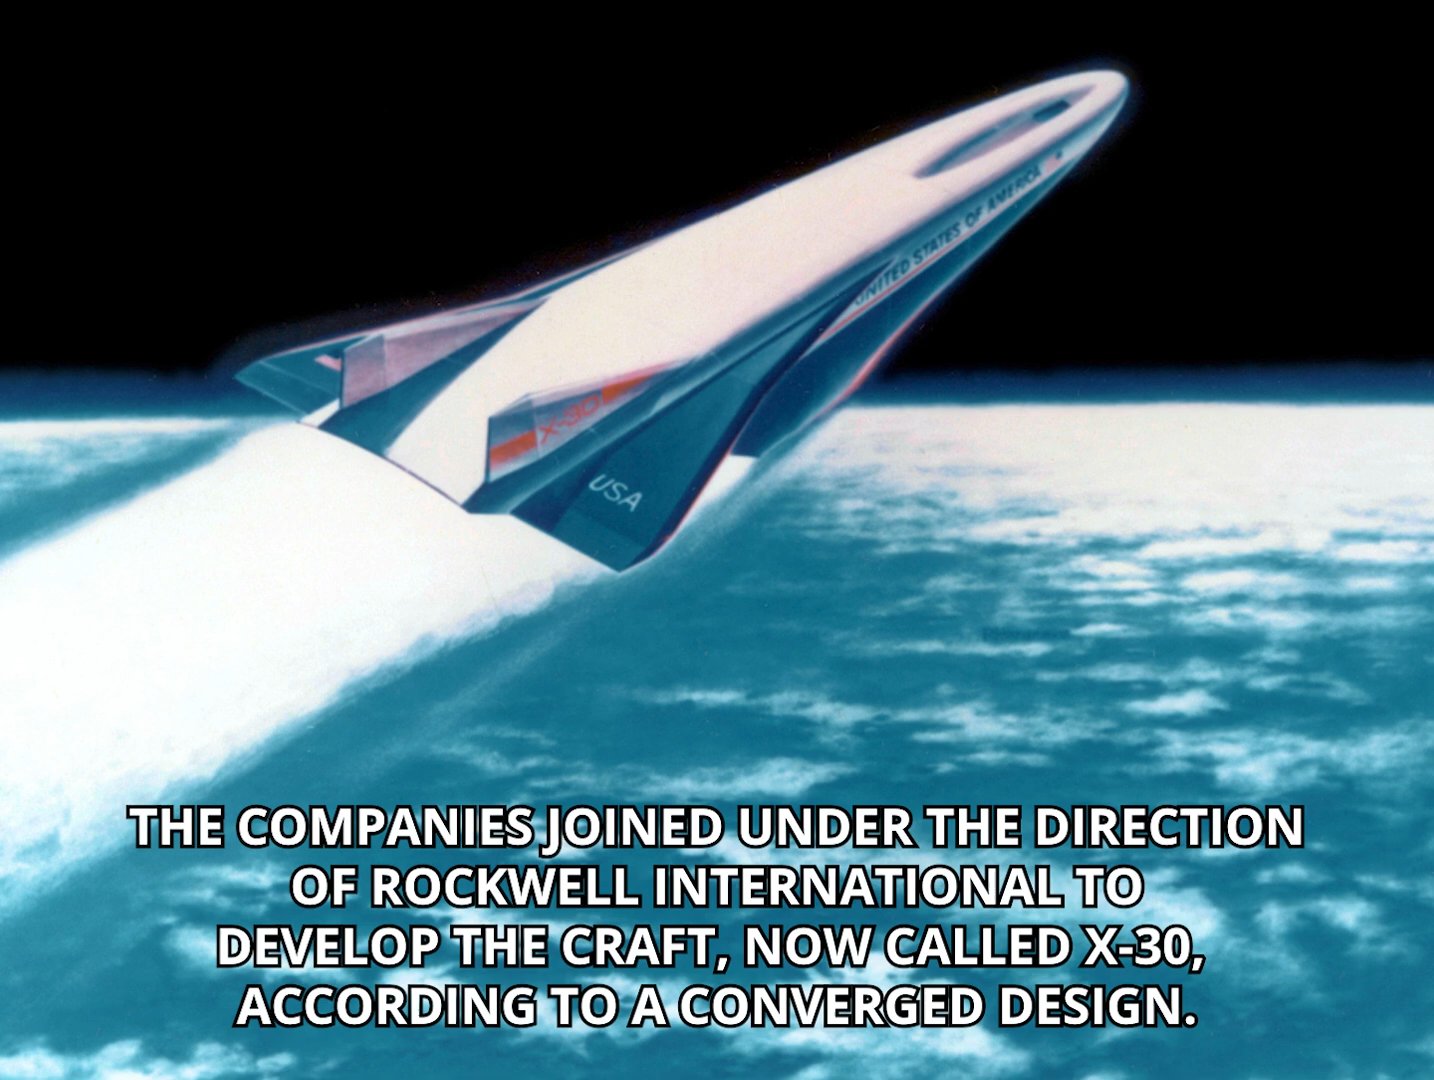 UNITED STATES OF AMERICA
X-30
USA
THE COMPANIES JOINED UNDER THE DIRECTION
OF ROCKWELL INTERNATIONAL TO
DEVELOP THE CRAFT, NOW CALLED X-30,
ACCORDING TO A CONVERGED DESIGN.